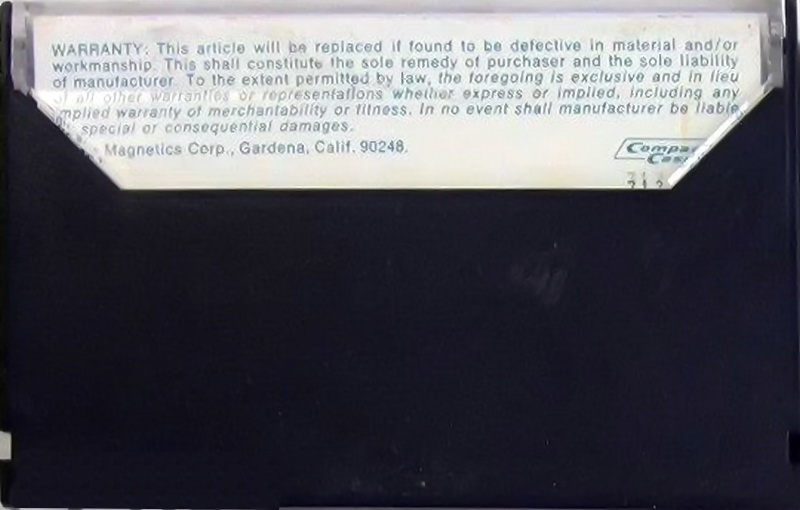 WARRANTY: This article will be replaced if found to be defective in material and/or
workmanship. This shall constitute the sole remedy of purchaser and the sole liability
of manufacturer. To the extent permitted by law, the foregoing is exclusive and in lieu
of all other warranties or representations whether express or implied, including any
implied warranty of merchantability or fitness. In no event shall manufacturer be liable
special or consequential damages.
Magnetics Corp., Gardena, Calif. 90248.